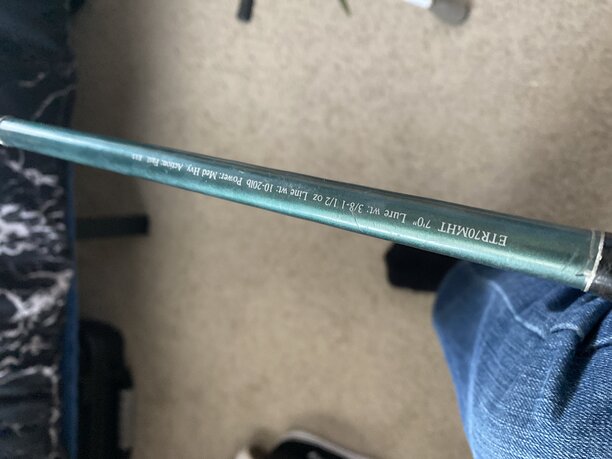 ETR70MHT 7'0" Lure wt: 3/8-1 1/2 oz Line wt: 10-20lb Power: Med Hvy Action: Fast